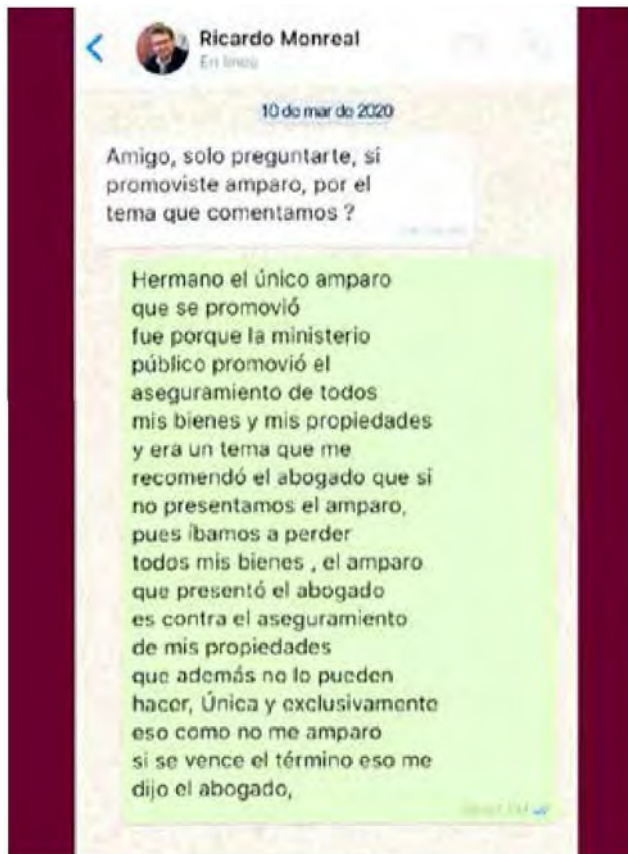 Ricardo Monreal
En línea
10 de mar de 2020
Amigo, solo preguntarte, si
promoviste amparo, por el
tema que comentamos ?
Hermano el único amparo
que se promovió
fue porque la ministerio
público promovió el
aseguramiento de todos
mis bienes y mis propiedades
y era un tema que me
recomendó el abogado que si
no presentamos el amparo,
pues íbamos a perder
todos mis bienes , el amparo
que presentó el abogado
es contra el aseguramiento
de mis propiedades
que además no lo pueden
hacer, Única y exclusivamente
eso como no me amparo
si se vence el término eso me
dijo el abogado,